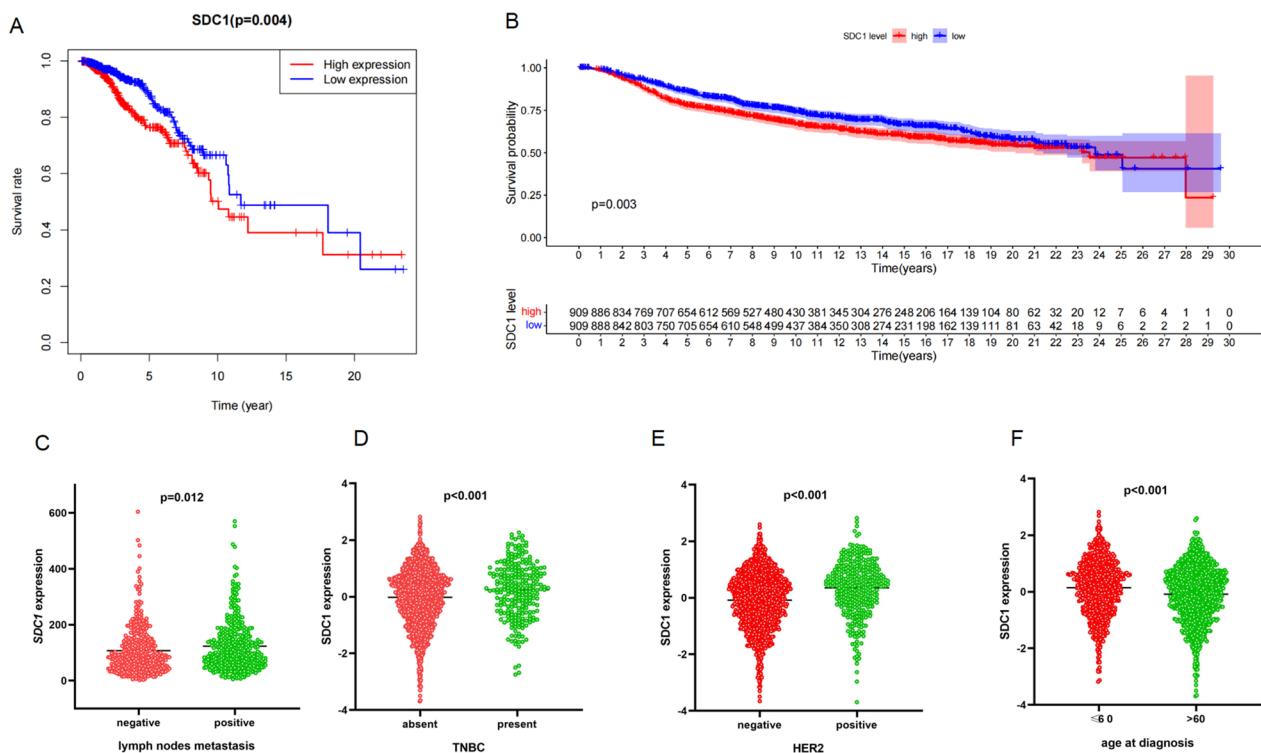 A
SDC1(p=0.004)
High expression
Low expression
1.0
0.8
0.6
0.4
0.2
0.0
Survival rate
0 5 10 15 20
Time (year)
B
SDC1 level high low
1.00
0.75
0.50
0.25
0.00
Survival probability
p=0.003
0 1 2 3 4 5 6 7 8 9 10 11 12 13 14 15 16 17 18 19 20 21 22 23 24 25 26 27 28 29 30
Time(years)
SDC1 level
high 909 886 834 769 707 654 612 569 527 480 430 381 345 304 276 248 206 164 139 104 80 62 32 20 12 7 6 4 1 1 0
low 909 888 842 803 750 705 654 610 548 499 437 384 350 308 274 231 198 162 139 111 81 63 42 18 9 6 2 2 2 1 0
0 1 2 3 4 5 6 7 8 9 10 11 12 13 14 15 16 17 18 19 20 21 22 23 24 25 26 27 28 29 30
Time(years)
C
p=0.012
600
400
200
0
SDC1 expression
negative positive
lymph nodes metastasis
D
p<0.001
4
2
0
-2
-4
SDC1 expression
absent present
TNBC
E
p<0.001
4
2
0
-2
-4
SDC1 expression
negative positive
HER2
F
p<0.001
4
2
0
-2
-4
SDC1 expression
≤6 0 >60
age at diagnosis